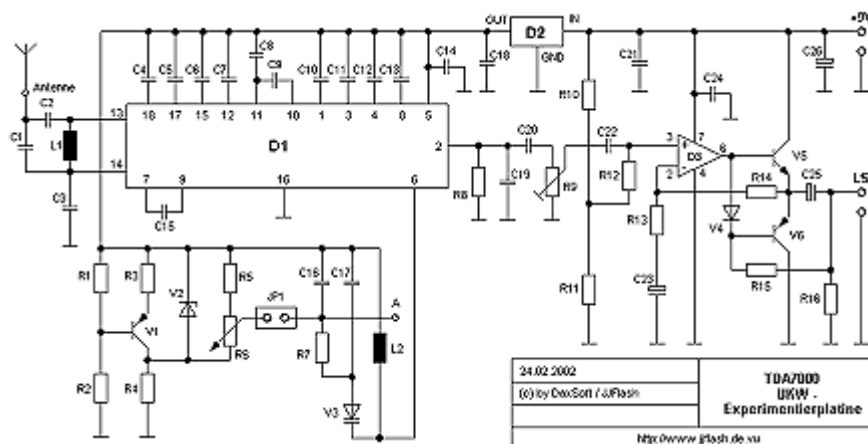 OUT
D2
IN
+9V
GND
C4
C5
C6
C7
C8
C9
C10
C11
C12
C13
C14
C18
C21
C26
Antenne
C2
C1
L1
C3
13
14
18
17
15
12
11
10
1
3
4
8
5
D1
2
7
9
16
6
C15
R8
C19
C20
R9
C22
R10
R12
R11
R13
C23
C24
3
2
7
6
4
D3
V5
R14
C25
LS
V4
V6
R15
R16
R1
R3
V2
R5
C16
C17
JP1
A
V1
R6
R7
L2
R2
R4
V3
24.02.2002
(c) by DaxSoft / JJFlash
TDA7000
UKW -
Experimentierplatine
http://www.jjflash.de.vu